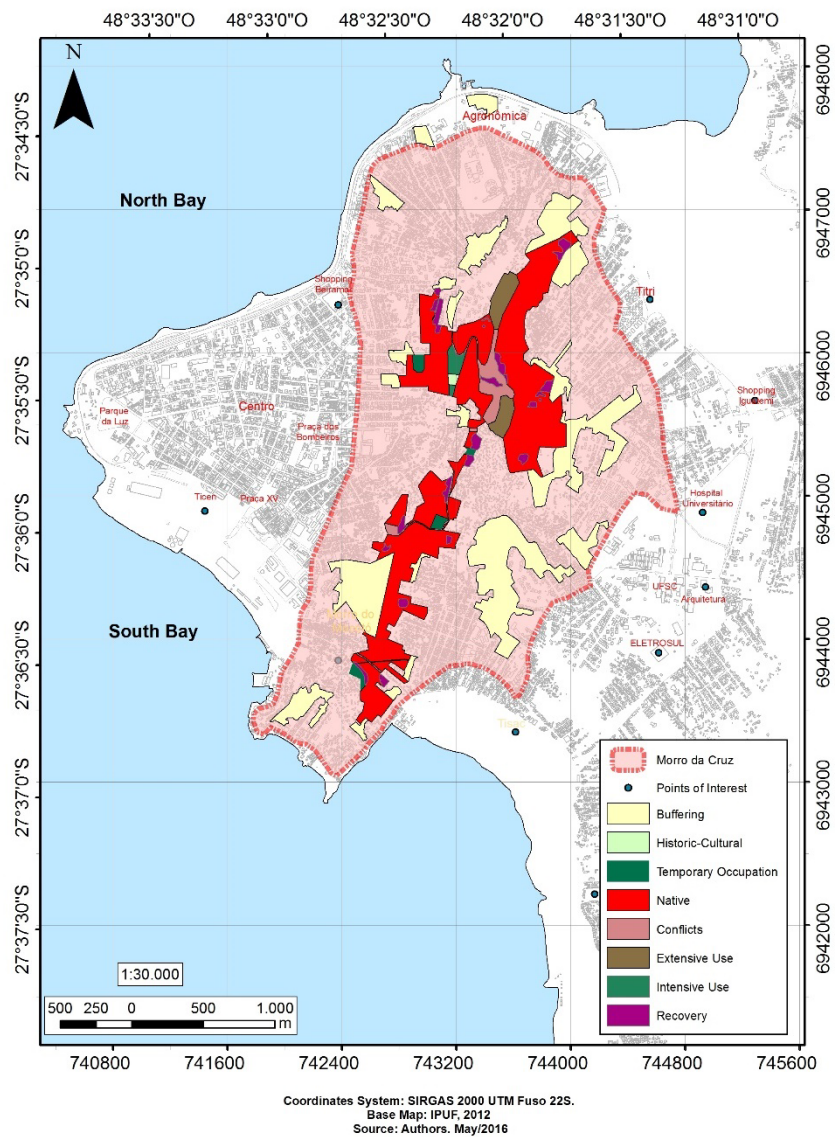 48°33'30"W
48°33'0"W
48°32'30"W
48°32'0"W
48°31'30"W
48°31'0"W
N
6948000
27°34'30"S
Agronômica
North Bay
6947000
27°35'0"S
Shopping
Beiramar
Titri
6946000
27°35'30"S
Parque
da Luz
Centro
Praça dos
Bombeiros
Shopping
Iguatemi
Ticen
Praça XV
Hospital
Universitário
6945000
27°36'0"S
UFSC
Arquitetura
South Bay
do
ELETROSUL
6944000
27°36'30"S
Tisac
6943000
27°37'0"S
6942000
27°37'30"S
Morro da Cruz
Points of Interest
Buffering
Historic-Cultural
Temporary Occupation
Native
Conflicts
Extensive Use
Intensive Use
Recovery
1:30.000
500 250 0 500 1.000
m
740800
741600
742400
743200
744000
744800
745600
Coordinates System: SIRGAS 2000 UTM Fuso 22S.
Base Map: IPUF, 2012
Source: Authors. May/2016